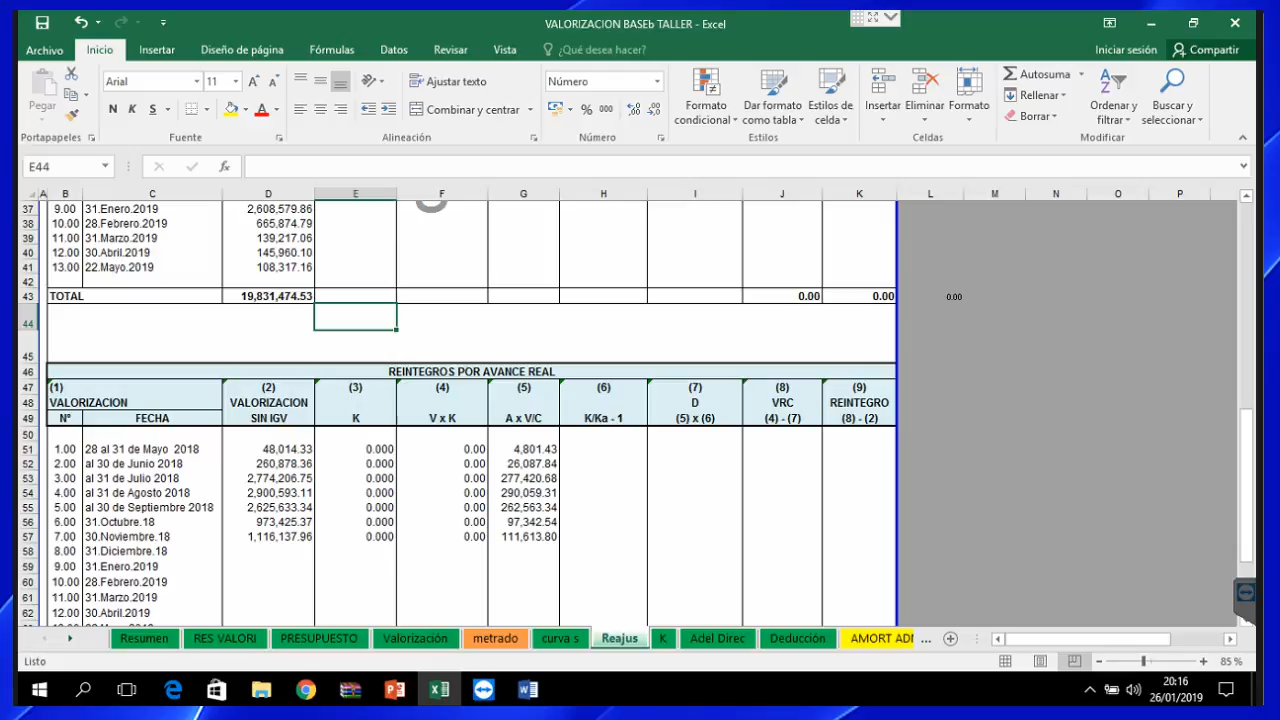 VALORIZACION BASEb TALLER - Excel
Archivo Inicio Insertar Diseño de página Fórmulas Datos Revisar Vista ¿Qué desea hacer? Iniciar sesión Compartir
Pegar Arial 11 Ajustar texto Número Autosuma
N K S Combinar y centrar % 000 Formato condicional Dar formato como tabla Estilos de celda Insertar Eliminar Formato Rellenar Borrar Ordenar y filtrar Buscar y seleccionar
Portapapeles Fuente Alineación Número Estilos Celdas Modificar
E44 fx
A B C D E F G H I J K L M N O P
37 9.00 31.Enero.2019 2,608,579.86
38 10.00 28.Febrero.2019 665,874.79
39 11.00 31.Marzo.2019 139,217.06
40 12.00 30.Abril.2019 145,960.10
41 13.00 22.Mayo.2019 108,317.16
42
43 TOTAL 19,831,474.53 0.00 0.00 0.00
44
45
46 REINTEGROS POR AVANCE REAL
47 (1) (2) (3) (4) (5) (6) (7) (8) (9)
48 VALORIZACION VALORIZACION D VRC REINTEGRO
49 Nº FECHA SIN IGV K V x K A x V/C K/Ka - 1 (5) x (6) (4) - (7) (8) - (2)
50
51 1.00 28 al 31 de Mayo 2018 48,014.33 0.000 0.00 4,801.43
52 2.00 al 30 de Junio 2018 260,878.36 0.000 0.00 26,087.84
53 3.00 al 31 de Julio 2018 2,774,206.75 0.000 0.00 277,420.68
54 4.00 al 31 de Agosto 2018 2,900,593.11 0.000 0.00 290,059.31
55 5.00 al 30 de Septiembre 2018 2,625,633.34 0.000 0.00 262,563.34
56 6.00 31.Octubre.18 973,425.37 0.000 0.00 97,342.54
57 7.00 30.Noviembre.18 1,116,137.96 0.000 0.00 111,613.80
58 8.00 31.Diciembre.18
59 9.00 31.Enero.2019
60 10.00 28.Febrero.2019
61 11.00 31.Marzo.2019
62 12.00 30.Abril.2019
Resumen RES VALORI PRESUPUESTO Valorización metrado curva s Reajus K Adel Direc Deducción AMORT ...
Listo 85 %
20:16
26/01/2019